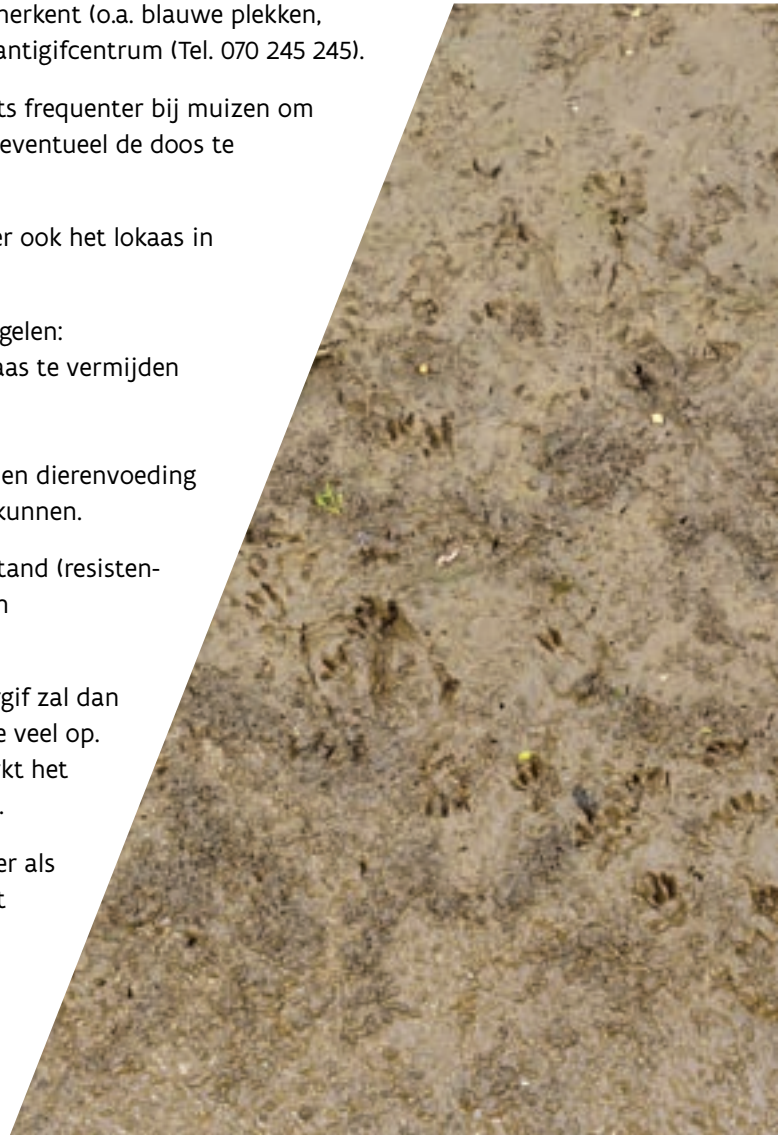 nerkent (o.a. blauwe plekken,
antigifcentrum (Tel. 070 245 245).
ts frequenter bij muizen om
eventueel de doos te
er ook het lokaas in
gelen:
aas te vermijden
en dierenvoeding
kunnen.
tand (resisten-
n
gif zal dan
e veel op.
kt het
.
er als
t